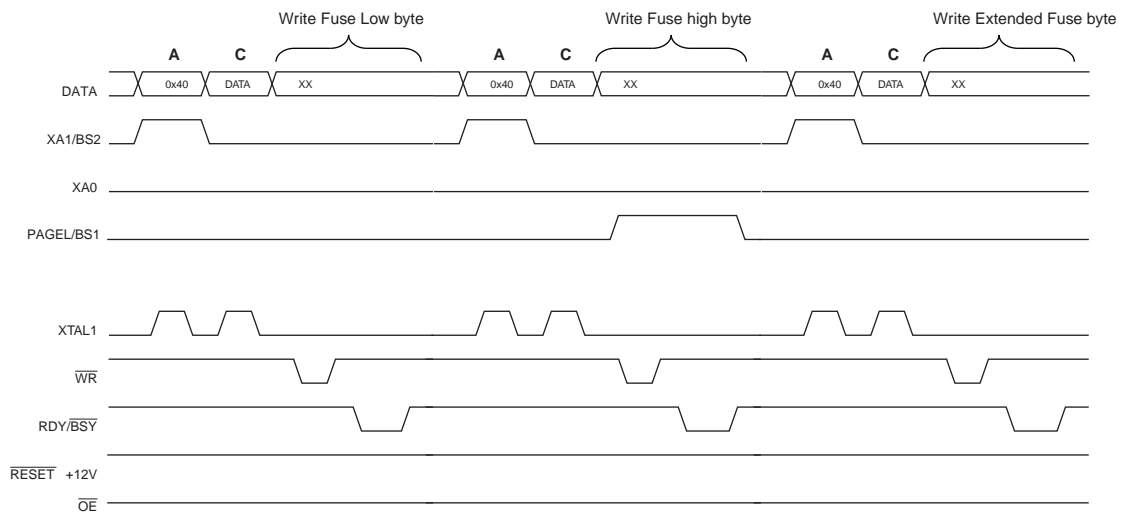 Write Fuse Low byte Write Fuse high byte Write Extended Fuse byte
A C A C A C
DATA 0x40 DATA XX 0x40 DATA XX 0x40 DATA XX
XA1/BS2
XA0
PAGEL/BS1
XTAL1
WR
RDY/BSY
RESET +12V
OE